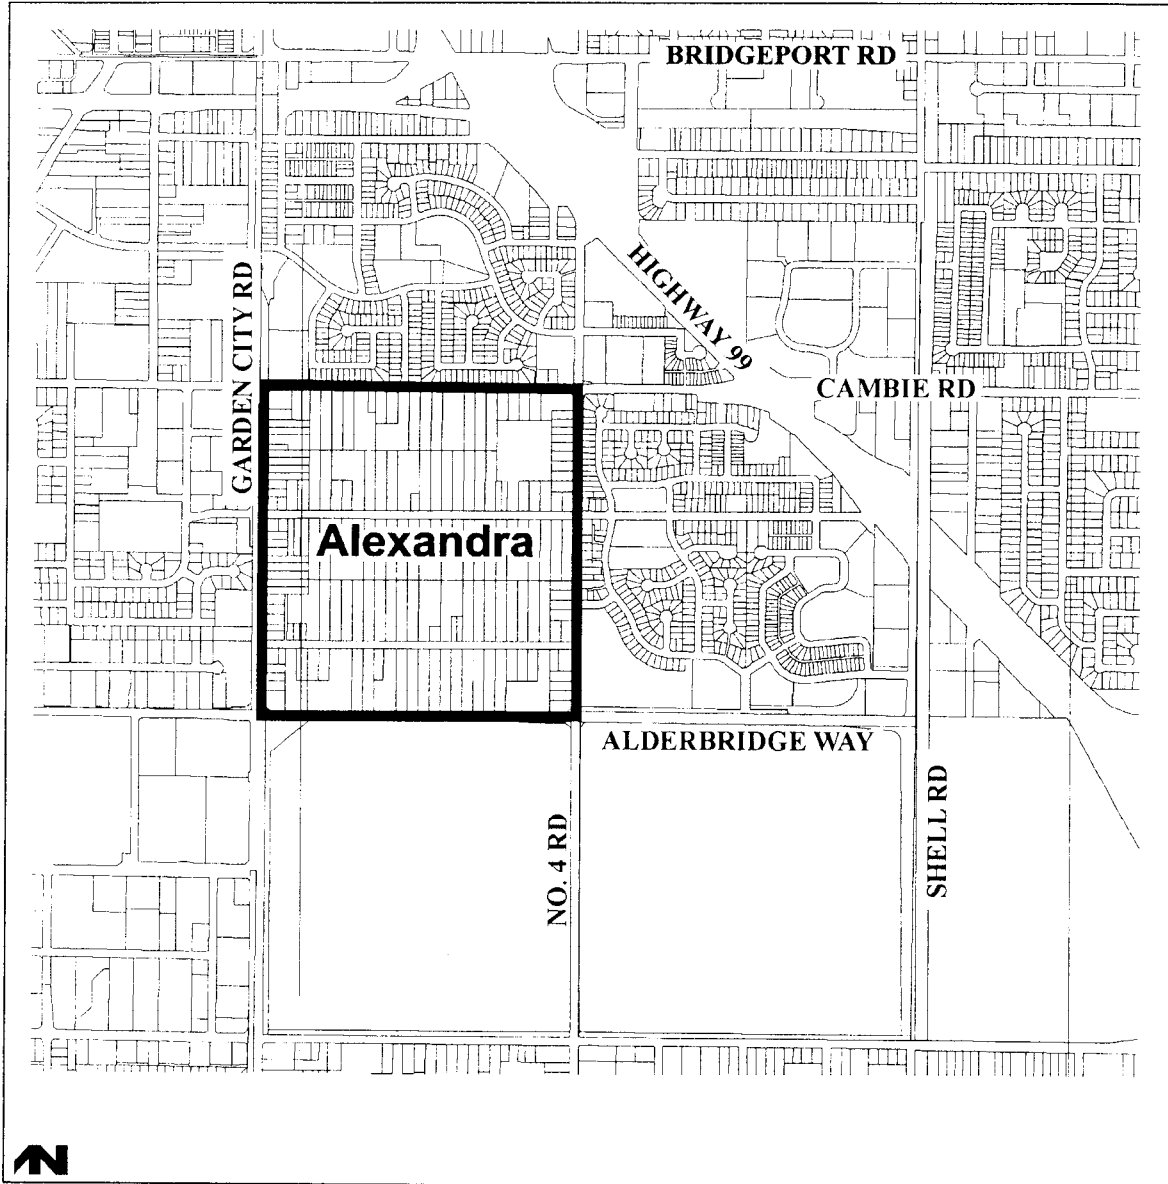 BRIDGEPORT RD
HIGHWAY 99
GARDEN CITY RD
CAMBIE RD
Alexandra
ALDERBRIDGE WAY
NO. 4 RD
SHELL RD
N